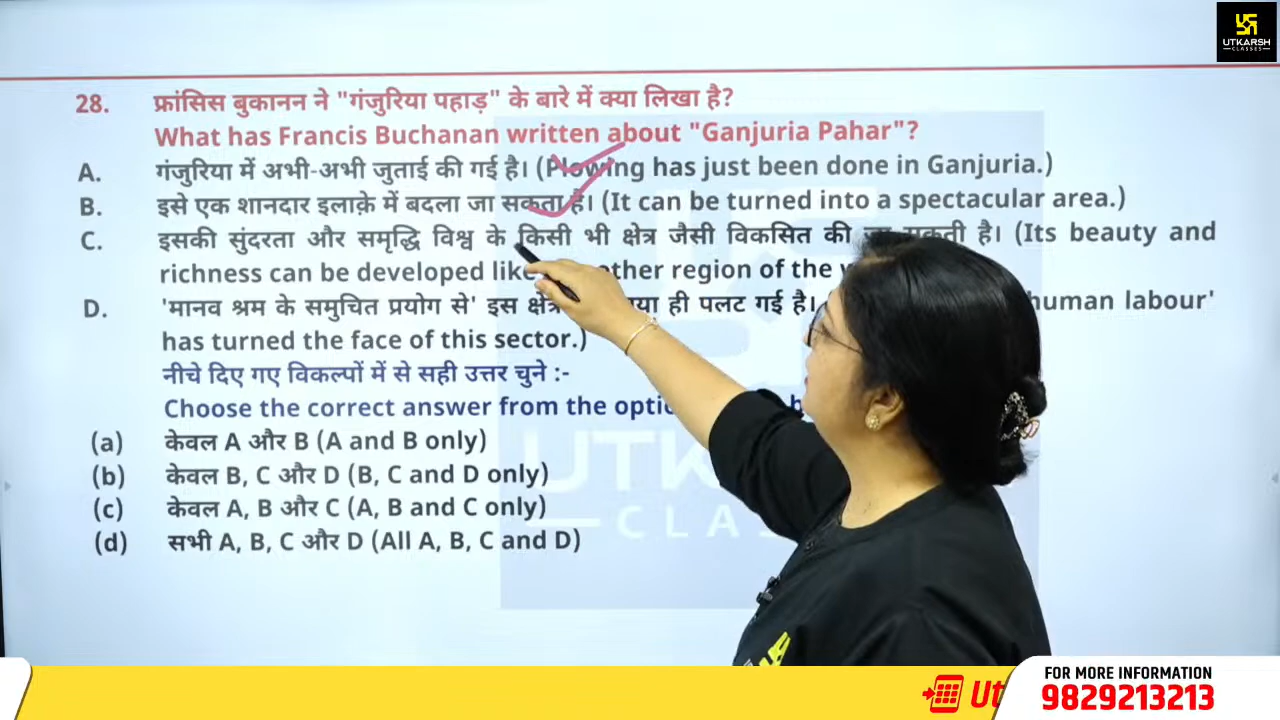 UTKARSH
CLASSES
28. फ्रांसिस बुकानन ने "गंजुरिया पहाड़" के बारे में क्या लिखा है?
What has Francis Buchanan written about "Ganjuria Pahar"?
A. गंजुरिया में अभी-अभी जुताई की गई है। (Plowing has just been done in Ganjuria.)
B. इसे एक शानदार इलाक़े में बदला जा सकता है। (It can be turned into a spectacular area.)
C. इसकी सुंदरता और समृद्धि विश्व के किसी भी क्षेत्र जैसी विकसित की जा सकती है। (Its beauty and
richness can be developed like other region of the
D. 'मानव श्रम के समुचित प्रयोग से' इस ही पलट गई है। human labour'
has turned the face of this sector.)
नीचे दिए गए विकल्पों में से सही उत्तर चुने :-
Choose the correct answer from the
(a) केवल A और B (A and B only)
(b) केवल B, C और D (B, C and D only)
(c) केवल A, B और C (A, B and C only)
(d) सभी A, B, C और D (All A, B, C and D)
FOR MORE INFORMATION
9829213213